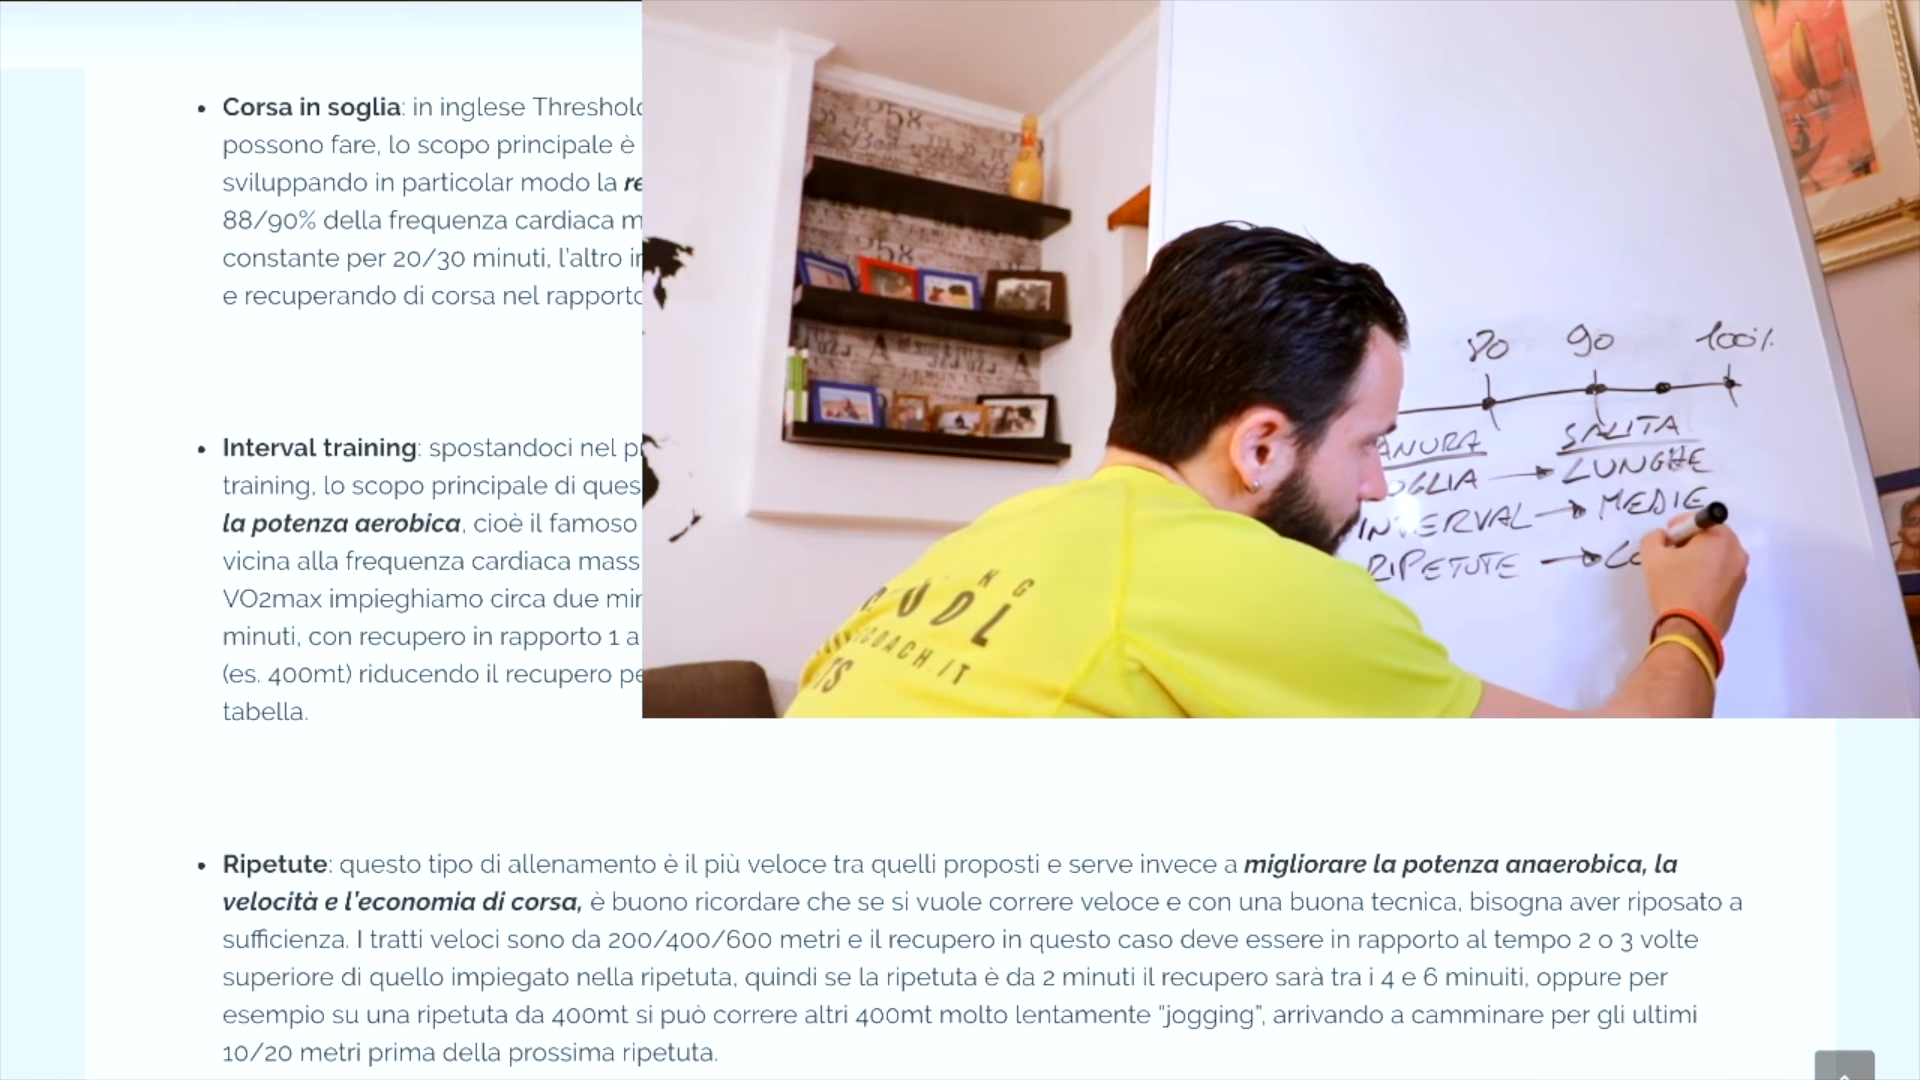 Corsa in soglia: in inglese Threshold
possono fare, lo scopo principale è
sviluppando in particolar modo la re
88/90% della frequenza cardiaca m
constante per 20/30 minuti, l'altro in
e recuperando di corsa nel rapporto
Interval training: spostandoci nel p
training, lo scopo principale di ques
la potenza aerobica, cioè il famoso
vicina alla frequenza cardiaca mass
VO2max impieghiamo circa due mi
minuti, con recupero in rapporto 1 a
(es. 400mt) riducendo il recupero pe
tabella.
80 90 100%
ANURA SALITA
OGLIA → LUNGHE
INTERVAL → MEDIE
RIPETUTE →
COACH.IT
Ripetute: questo tipo di allenamento è il più veloce tra quelli proposti e serve invece a migliorare la potenza anaerobica, la
velocità e l'economia di corsa, è buono ricordare che se si vuole correre veloce e con una buona tecnica, bisogna aver riposato a
sufficienza. I tratti veloci sono da 200/400/600 metri e il recupero in questo caso deve essere in rapporto al tempo 2 o 3 volte
superiore di quello impiegato nella ripetuta, quindi se la ripetuta è da 2 minuti il recupero sarà tra i 4 e 6 minuiti, oppure per
esempio su una ripetuta da 400mt si può correre altri 400mt molto lentamente “jogging”, arrivando a camminare per gli ultimi
10/20 metri prima della prossima ripetuta.